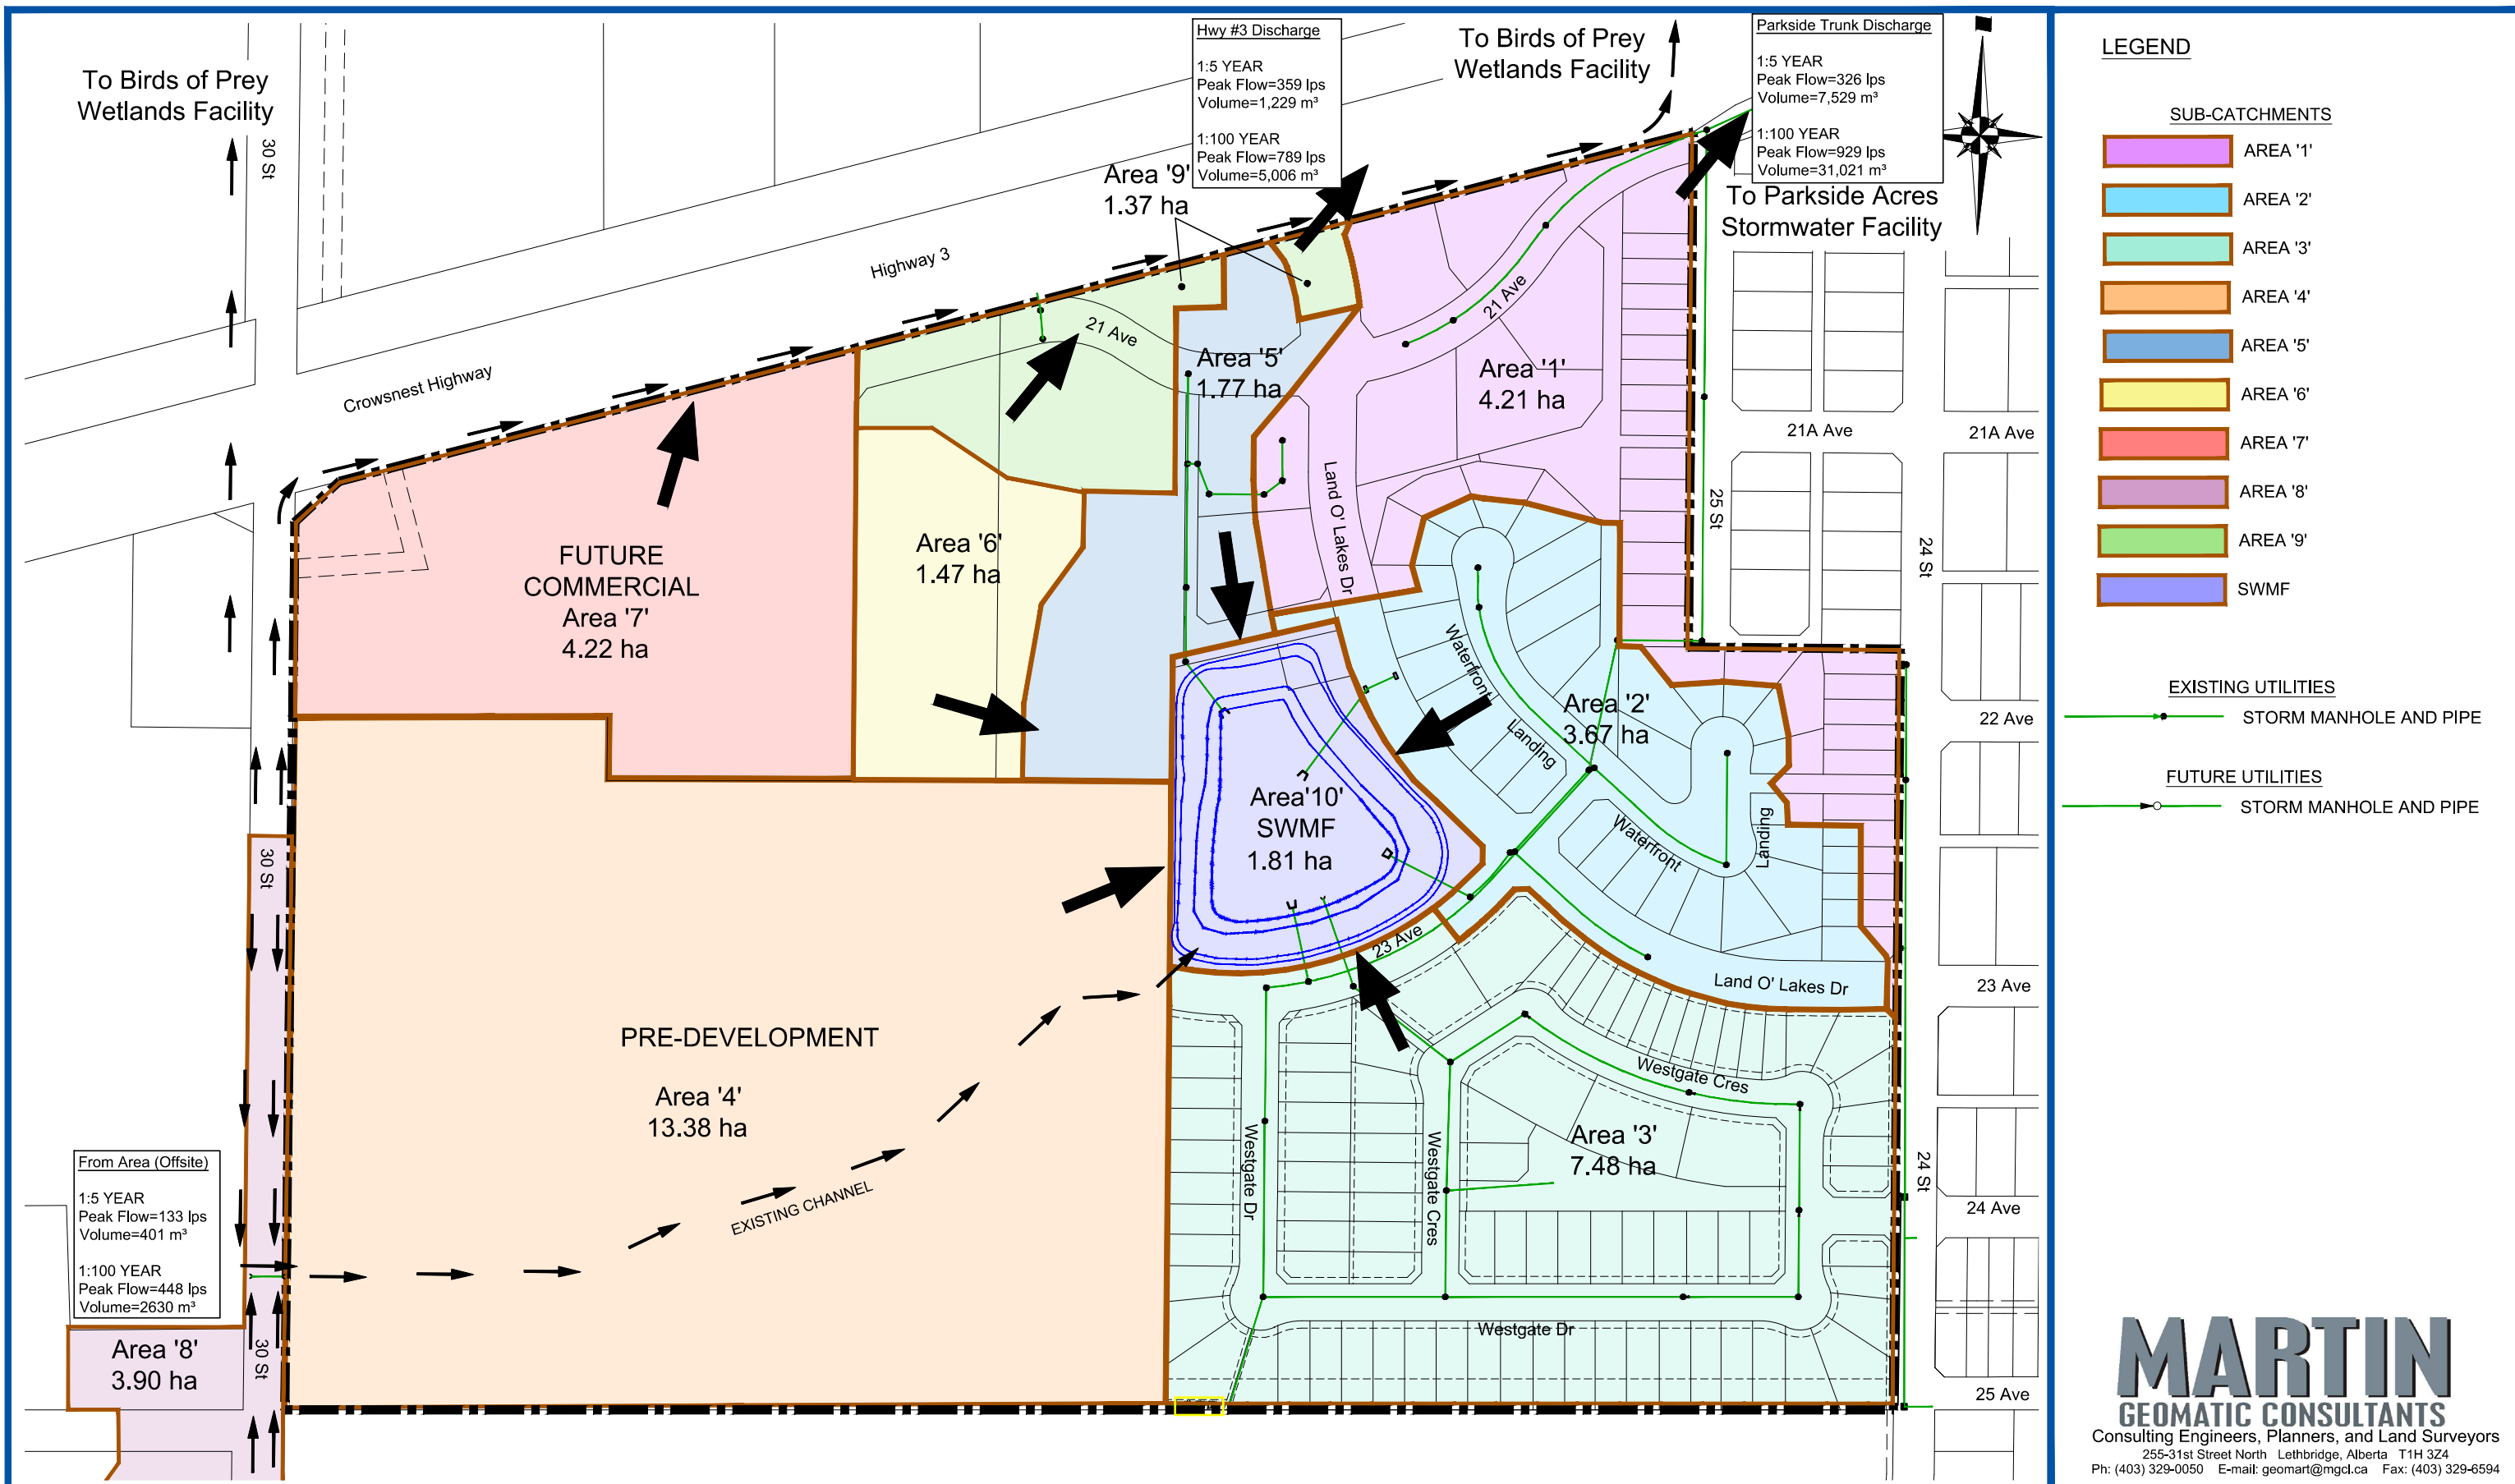 To Birds of Prey
Wetlands Facility
30 St
Hwy #3 Discharge
1:5 YEAR
Peak Flow=359 lps
Volume=1,229 m³
1:100 YEAR
Peak Flow=789 lps
Volume=5,006 m³
To Birds of Prey
Wetlands Facility
Parkside Trunk Discharge
1:5 YEAR
Peak Flow=326 lps
Volume=7,529 m³
1:100 YEAR
Peak Flow=929 lps
Volume=31,021 m³
To Parkside Acres
Stormwater Facility
Area '9'
1.37 ha
Highway 3
Crowsnest Highway
21 Ave
21 Ave
Area '5'
1.77 ha
Area '1'
4.21 ha
21A Ave
21A Ave
Land O' Lakes Dr
25 St
24 St
FUTURE
COMMERCIAL
Area '7'
4.22 ha
Area '6'
1.47 ha
Waterfront
Landing
Area '2'
3.67 ha
22 Ave
Area'10'
SWMF
1.81 ha
Waterfront
Landing
30 St
23 Ave
Land O' Lakes Dr
23 Ave
PRE-DEVELOPMENT
Area '4'
13.38 ha
EXISTING CHANNEL
Westgate Cres
Westgate Dr
Westgate Cres
Area '3'
7.48 ha
24 St
24 Ave
From Area (Offsite)
1:5 YEAR
Peak Flow=133 lps
Volume=401 m³
1:100 YEAR
Peak Flow=448 lps
Volume=2630 m³
Area '8'
3.90 ha
30 St
Westgate Dr
25 Ave
LEGEND
SUB-CATCHMENTS
AREA '1'
AREA '2'
AREA '3'
AREA '4'
AREA '5'
AREA '6'
AREA '7'
AREA '8'
AREA '9'
SWMF
EXISTING UTILITIES
STORM MANHOLE AND PIPE
FUTURE UTILITIES
STORM MANHOLE AND PIPE
MARTIN
GEOMATIC CONSULTANTS
Consulting Engineers, Planners, and Land Surveyors
255-31st Street North Lethbridge, Alberta T1H 3Z4
Ph: (403) 329-0050 E-mail: geomart@mgcl.ca Fax: (403) 329-6594